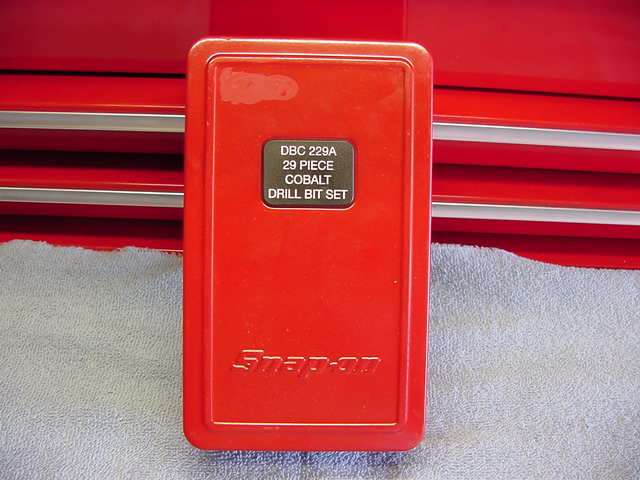 DBC 229A
29 PIECE
COBALT
DRILL BIT SET
Snap-on